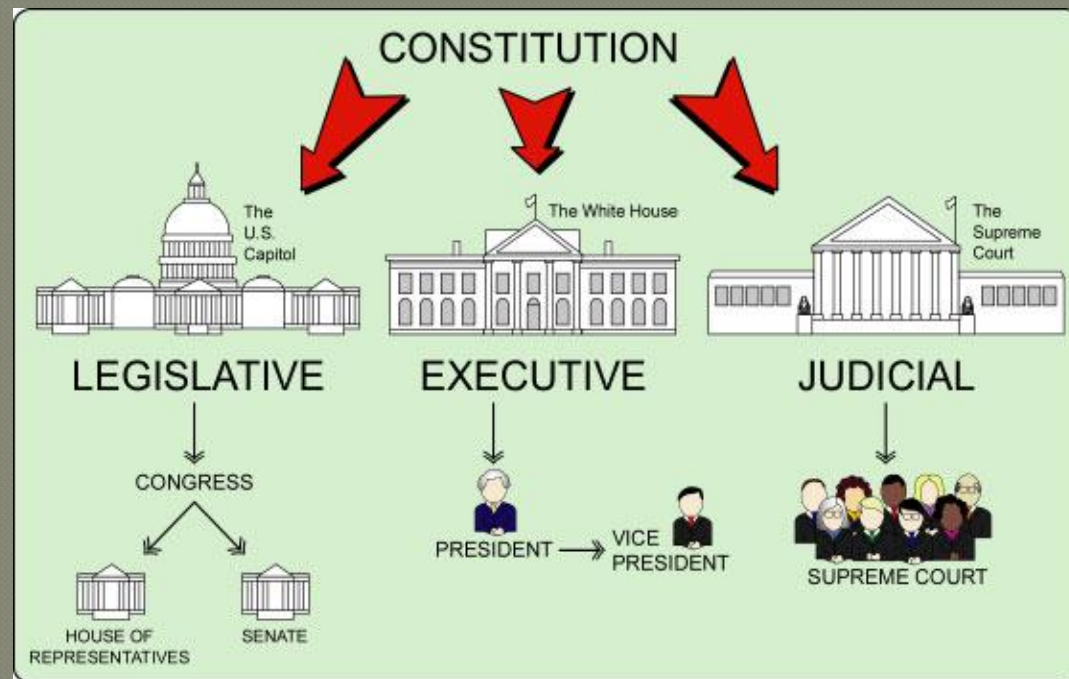 CONSTITUTION
The
U.S.
Capitol
The White House
The
Supreme
Court
LEGISLATIVE
EXECUTIVE
JUDICIAL
CONGRESS
HOUSE OF
REPRESENTATIVES
SENATE
PRESIDENT
VICE
PRESIDENT
SUPREME COURT